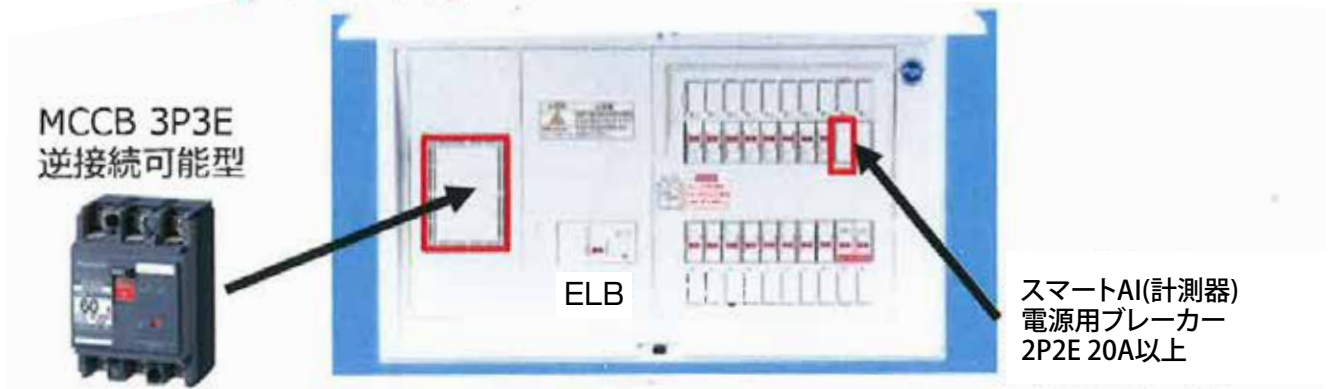 MCCB 3P3E
逆接続可能型
60
ELB
スマートAI(計測器)
電源用ブレーカー
2P2E 20A以上